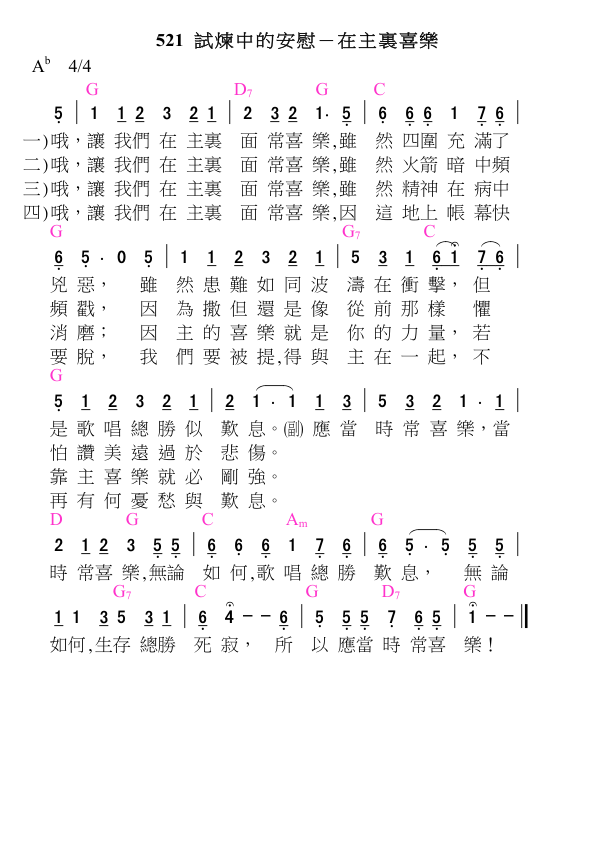 521 試煉中的安慰－在主裏喜樂
A♭ 4/4
G D7 G C
5 | 1 1 2 3 2 1 | 2 3 2 1· 5 | 6 6 6 1 7 6 |
一)哦，讓 我們 在 主裏 面 常喜 樂,雖 然 四圍 充 滿了
二)哦，讓 我們 在 主裏 面 常喜 樂,雖 然 火箭 暗 中頻
三)哦，讓 我們 在 主裏 面 常喜 樂,雖 然 精神 在 病中
四)哦，讓 我們 在 主裏 面 常喜 樂,因 這 地上 帳 幕快
G G7 C
6 5 · 0 5 | 1 1 2 3 2 1 | 5 3 1 6 1 7 6 |
兇 惡， 雖 然 患 難 如 同 波 濤 在 衝 擊， 但
頻 戳， 因 為 撒 但 還 是 像 從 前 那 樣 懼
消 磨； 因 主 的 喜 樂 就 是 你 的 力 量，若
要 脫， 我 們 要 被 提,得 與 主 在 一 起， 不
G
5 1 2 3 2 1 | 2 1 · 1 1 3 | 5 3 2 1 · 1 |
是 歌 唱 總 勝 似 歎 息。(副) 應 當 時 常 喜 樂，當
怕 讚 美 遠 過 於 悲 傷。
靠 主 喜 樂 就 必 剛 強。
再 有 何 憂 愁 與 歎 息。
D G C Am G
2 1 2 3 5 5 | 6 6 6 1 7 6 | 6 5 · 5 5 5 |
時 常喜 樂,無論 如 何,歌 唱 總 勝 歎 息， 無 論
G7 C G D7 G
1 1 3 5 3 1 | 6 4 – – 6 | 5 5 5 7 6 5 | 1 – – ‖
如何,生存 總勝 死 寂， 所 以 應當 時 常喜 樂！